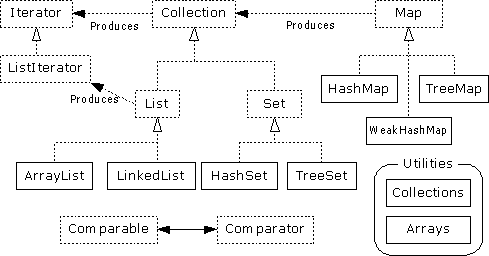 Iterator
Collection
Map
Produces
Produces
ListIterator
Produces
HashMap
TreeMap
List
Set
WeakHashMap
ArrayList
LinkedList
HashSet
TreeSet
Utilities
Collections
Arrays
Comparable
Comparator